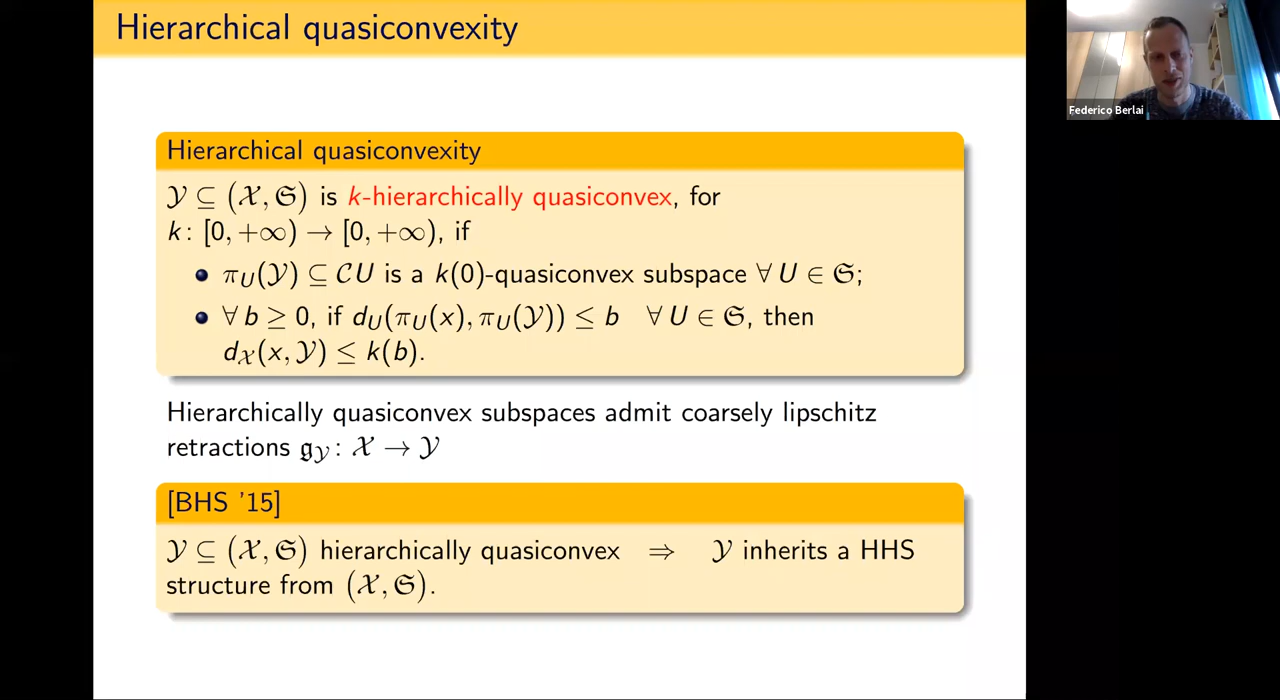 Hierarchical quasiconvexity
Federico Berlai
Hierarchical quasiconvexity
𝒴 ⊆ (𝒳, 𝔖) is k-hierarchically quasiconvex, for
k: [0, +∞) → [0, +∞), if
• π_U(𝒴) ⊆ 𝒞U is a k(0)-quasiconvex subspace ∀ U ∈ 𝔖;
• ∀ b ≥ 0, if d_U(π_U(x), π_U(𝒴)) ≤ b ∀ U ∈ 𝔖, then
d_𝒳(x, 𝒴) ≤ k(b).
Hierarchically quasiconvex subspaces admit coarsely lipschitz
retractions 𝔤_𝒴: 𝒳 → 𝒴
[BHS '15]
𝒴 ⊆ (𝒳, 𝔖) hierarchically quasiconvex ⇒ 𝒴 inherits a HHS
structure from (𝒳, 𝔖).